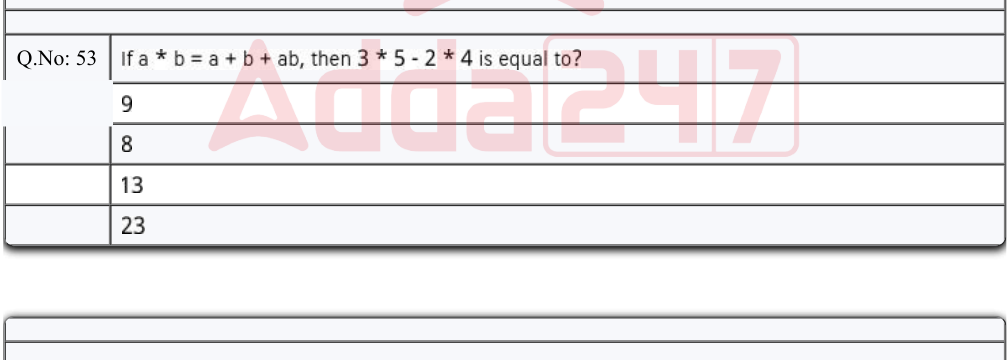 Q.No: 53 If a * b = a + b + ab, then 3 * 5 - 2 * 4 is equal to?
9
8
13
23
Adda247